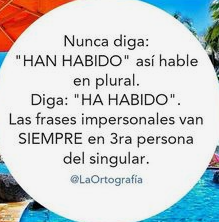 Nunca diga:
"HAN HABIDO" así hable
en plural.
Diga: "HA HABIDO".
Las frases impersonales van
SIEMPRE en 3ra persona
del singular.
@LaOrtografía